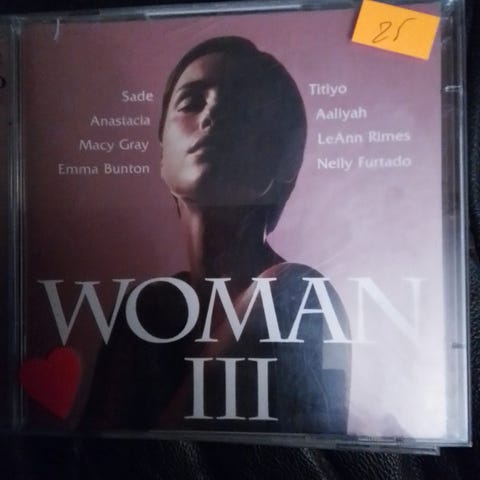 25
Sade
Anastacia
Macy Gray
Emma Bunton
Titiyo
Aaliyah
LeAnn Rimes
Nelly Furtado
WOMAN
III